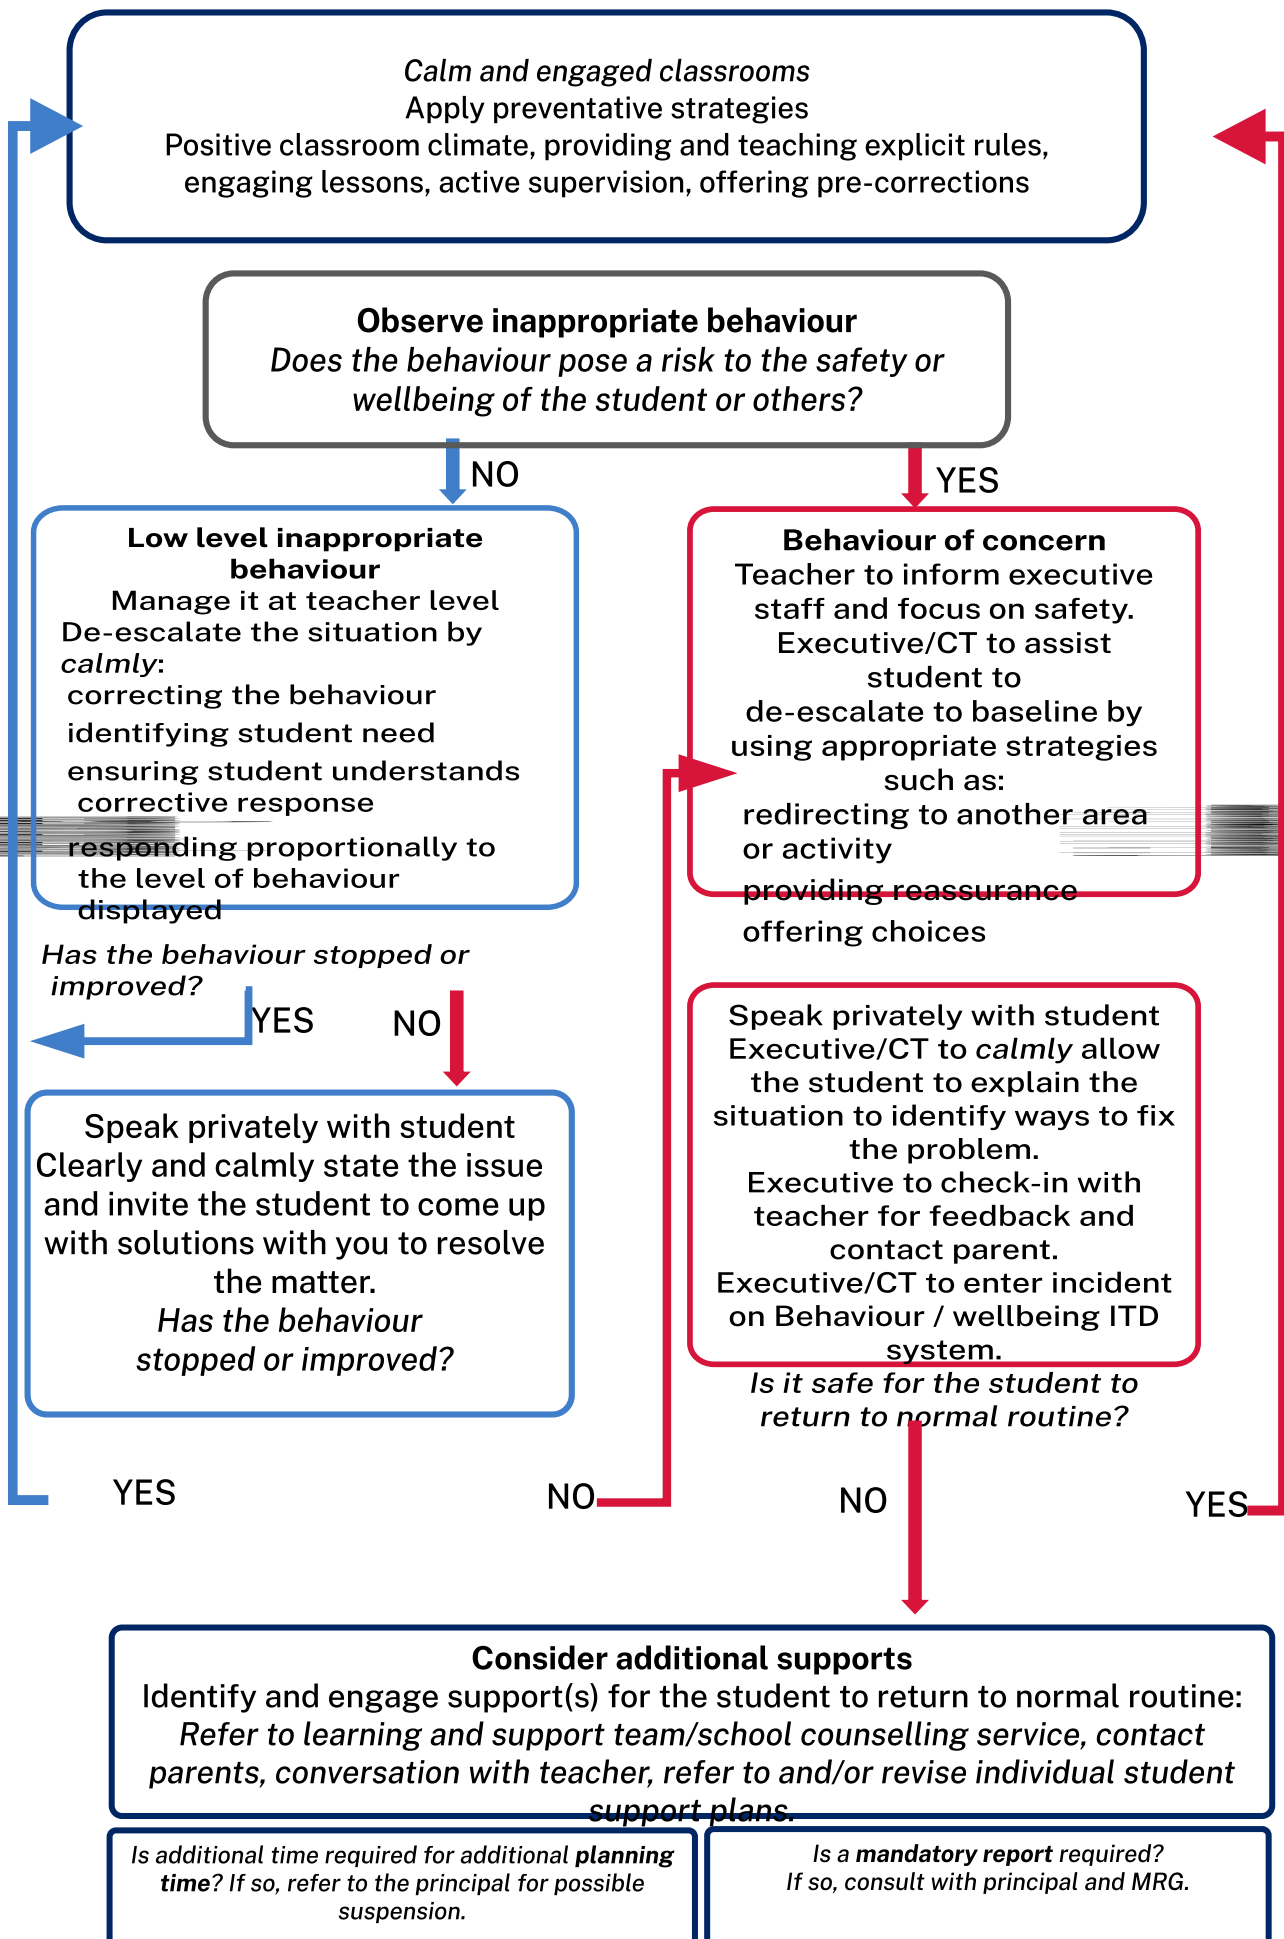 Calm and engaged classrooms
Apply preventative strategies
Positive classroom climate, providing and teaching explicit rules,
engaging lessons, active supervision, offering pre-corrections
Observe inappropriate behaviour
Does the behaviour pose a risk to the safety or
wellbeing of the student or others?
NO
YES
Low level inappropriate
behaviour
Manage it at teacher level
De-escalate the situation by
calmly:
correcting the behaviour
identifying student need
ensuring student understands
corrective response
responding proportionally to
the level of behaviour
displayed
Has the behaviour stopped or
improved?
YES
NO
Speak privately with student
Clearly and calmly state the issue
and invite the student to come up
with solutions with you to resolve
the matter.
Has the behaviour
stopped or improved?
YES
NO
Behaviour of concern
Teacher to inform executive
staff and focus on safety.
Executive/CT to assist
student to
de-escalate to baseline by
using appropriate strategies
such as:
redirecting to another area
or activity
providing reassurance
offering choices
Speak privately with student
Executive/CT to calmly allow
the student to explain the
situation to identify ways to fix
the problem.
Executive to check-in with
teacher for feedback and
contact parent.
Executive/CT to enter incident
on Behaviour / wellbeing ITD
system.
Is it safe for the student to
return to normal routine?
NO
YES
Consider additional supports
Identify and engage support(s) for the student to return to normal routine:
Refer to learning and support team/school counselling service, contact
parents, conversation with teacher, refer to and/or revise individual student
support plans.
Is additional time required for additional planning
time? If so, refer to the principal for possible
suspension.
Is a mandatory report required?
If so, consult with principal and MRG.